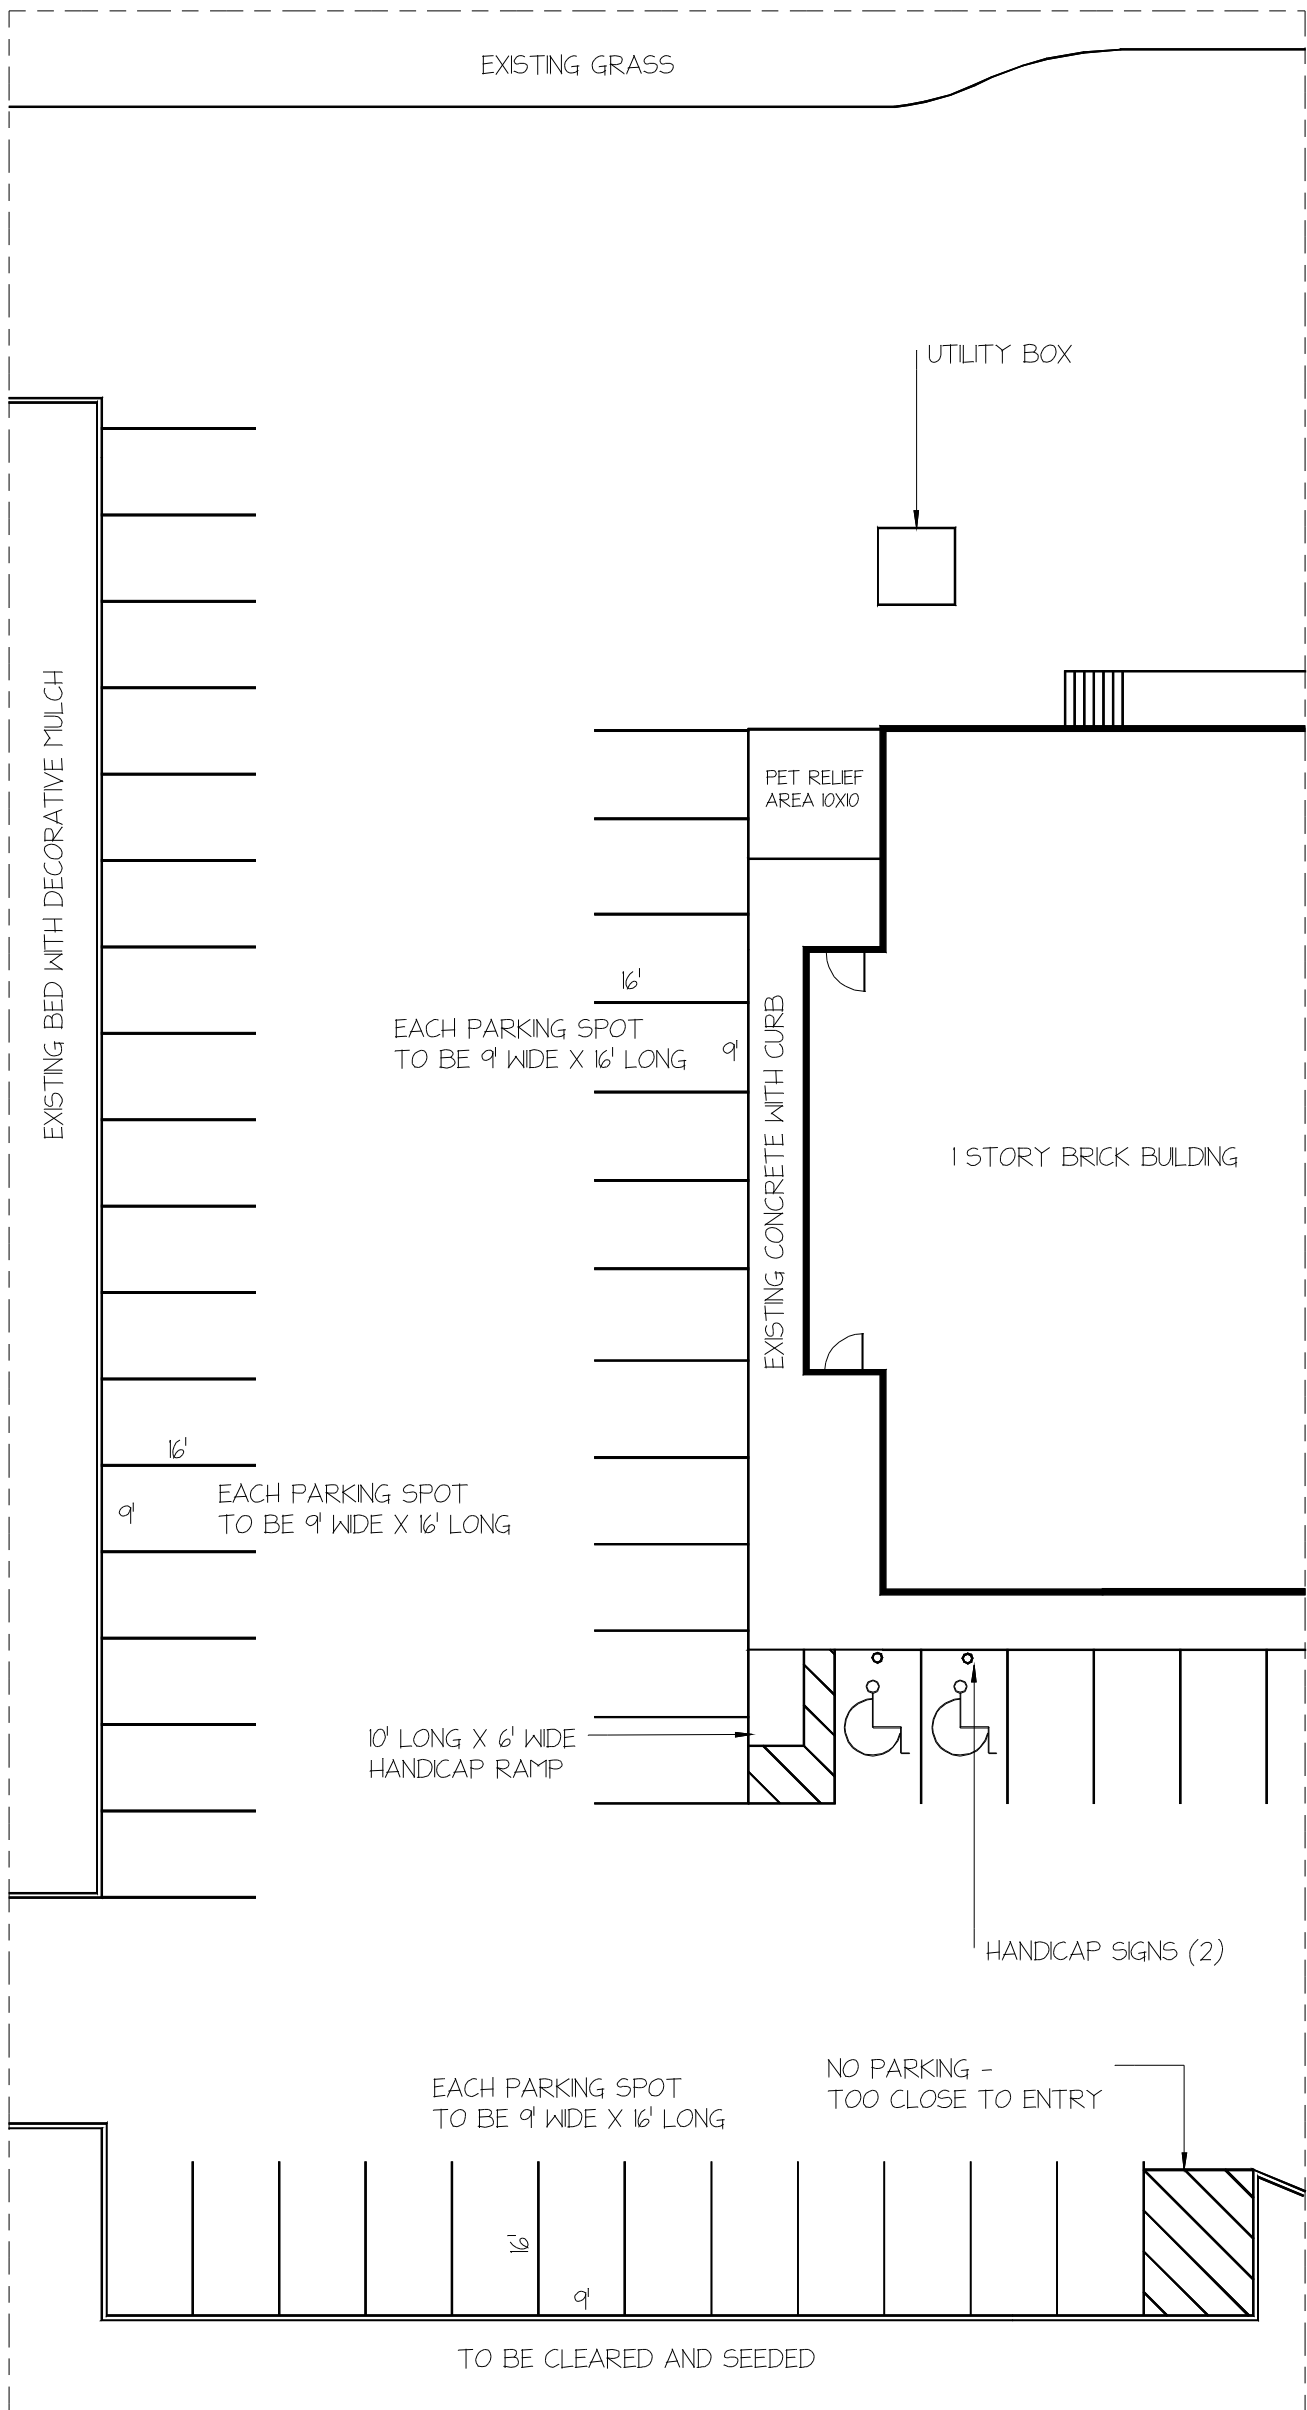 EXISTING GRASS
UTILITY BOX
EXISTING BED WITH DECORATIVE MULCH
PET RELIEF
AREA 10X10
16'
EACH PARKING SPOT
TO BE 9' WIDE X 16' LONG
9'
EXISTING CONCRETE WITH CURB
1 STORY BRICK BUILDING
16'
9'
EACH PARKING SPOT
TO BE 9' WIDE X 16' LONG
10' LONG X 6' WIDE
HANDICAP RAMP
HANDICAP SIGNS (2)
NO PARKING -
TOO CLOSE TO ENTRY
EACH PARKING SPOT
TO BE 9' WIDE X 16' LONG
16'
9'
TO BE CLEARED AND SEEDED